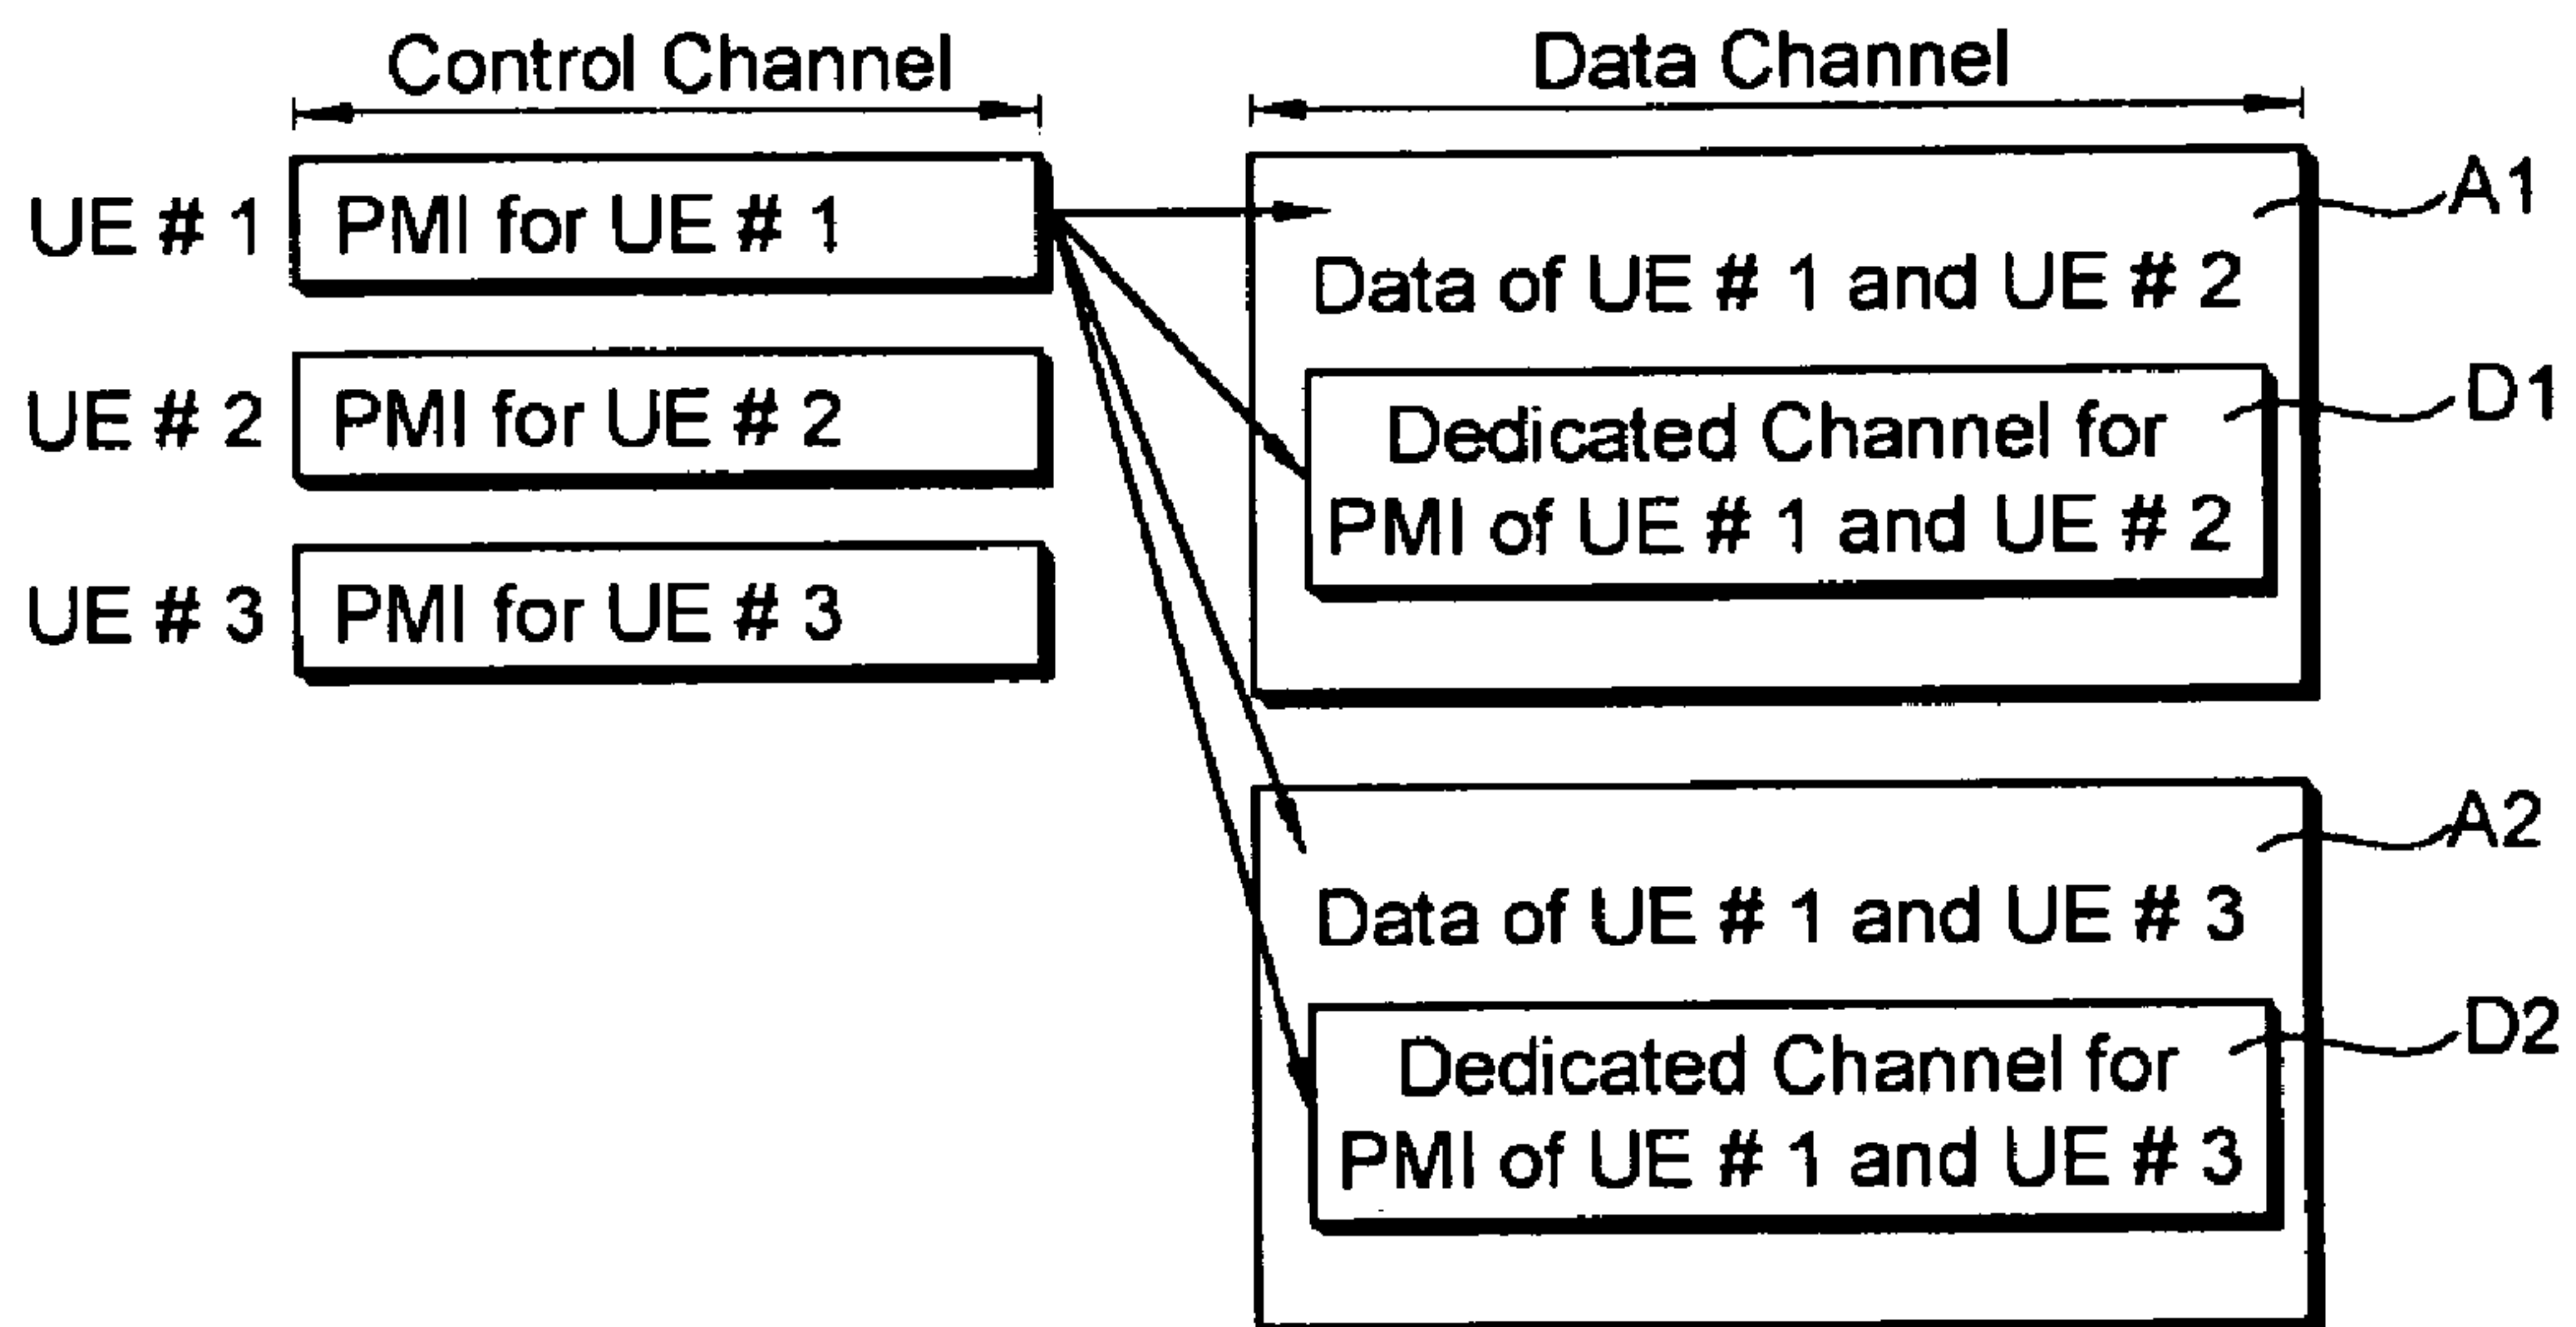 Control Channel
Data Channel
UE # 1
PMI for UE # 1
UE # 2
PMI for UE # 2
UE # 3
PMI for UE # 3
A1
Data of UE # 1 and UE # 2
D1
Dedicated Channel for
PMI of UE # 1 and UE # 2
A2
Data of UE # 1 and UE # 3
D2
Dedicated Channel for
PMI of UE # 1 and UE # 3